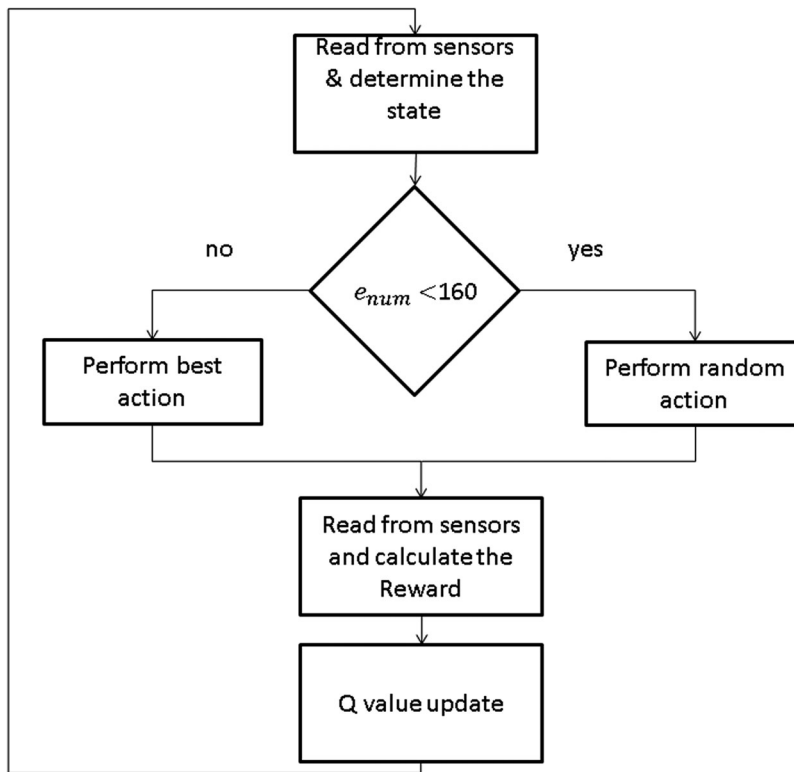 Read from sensors
& determine the
state
no
yes
e_num <160
Perform best
action
Perform random
action
Read from sensors
and calculate the
Reward
Q value update